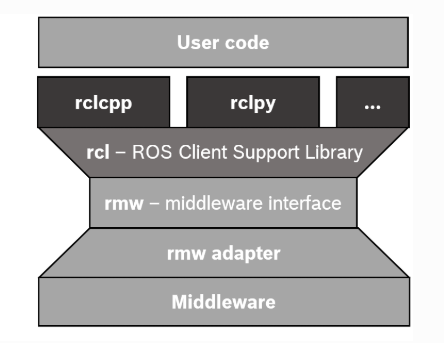 User code
rclcpp
rclpy
...
rcl – ROS Client Support Library
rmw – middleware interface
rmw adapter
Middleware